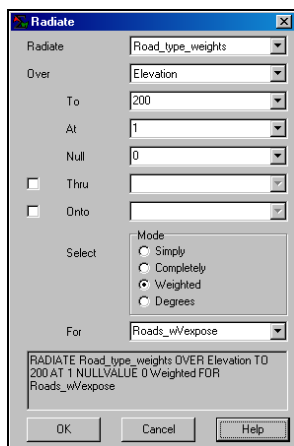 Radiate
Radiate Road_type_weights
Over Elevation
To 200
At 1
Null 0
Thru
Onto
Select
Mode
Simply
Completely
Weighted
Degrees
For Roads_wVexpose
RADIATE Road_type_weights OVER Elevation TO
200 AT 1 NULLVALUE 0 Weighted FOR
Roads_wVexpose
OK Cancel Help